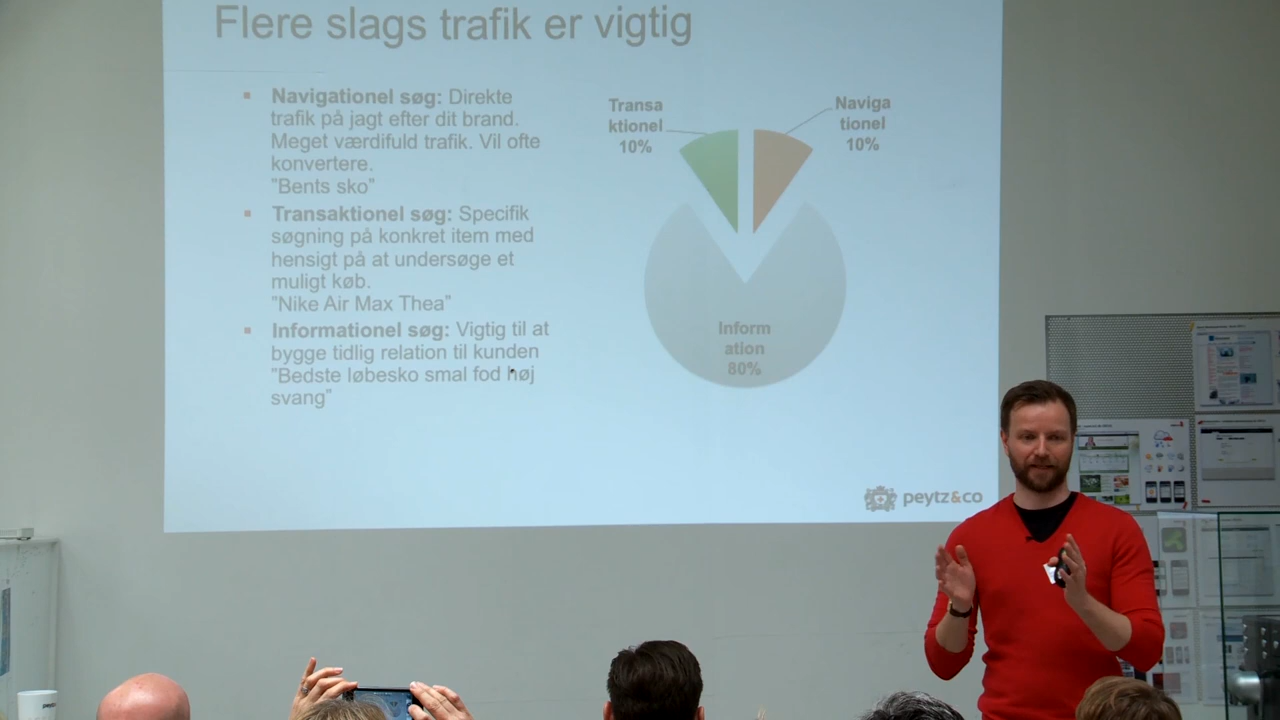 Flere slags trafik er vigtig
Navigationel søg: Direkte
trafik på jagt efter dit brand.
Meget værdifuld trafik. Vil ofte
konvertere.
"Bents sko"
Transaktionel søg: Specifik
søgning på konkret item med
hensigt på at undersøge et
muligt køb.
"Nike Air Max Thea"
Informationel søg: Vigtig til at
bygge tidlig relation til kunden
"Bedste løbesko smal fod høj
svang"
Transa
ktionel
10%
Naviga
tionel
10%
Inform
ation
80%
peytz&co